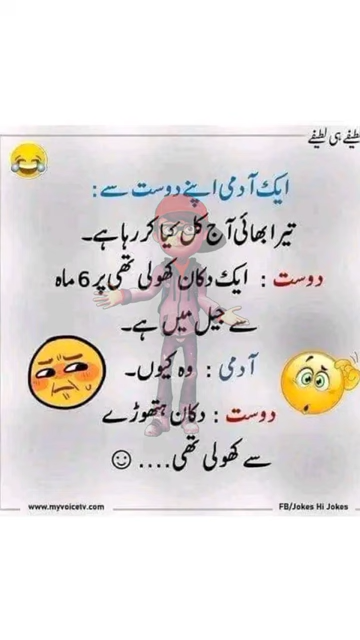 لطیفے ہی لطیفے
ایک آدمی اپنے دوست سے :
تیرا بھائی آج کل کیا کر رہا ہے۔
دوست : ایک دکان کھولی تھی پر 6 ماہ
سے جیل میں ہے۔
آدمی : وہ کیوں۔
دوست : دکان ہتھوڑے
سے کھولی تھی....
www.myvoicetv.com
FB/Jokes Hi Jokes